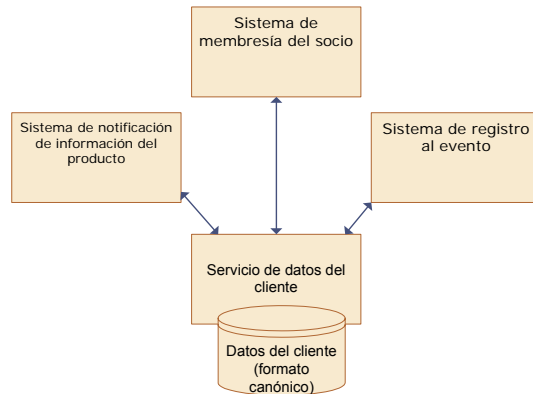 Sistema de
membresía del socio
Sistema de notificación
de información del
producto
Sistema de registro
al evento
Servicio de datos del
cliente
Datos del cliente
(formato
canónico)